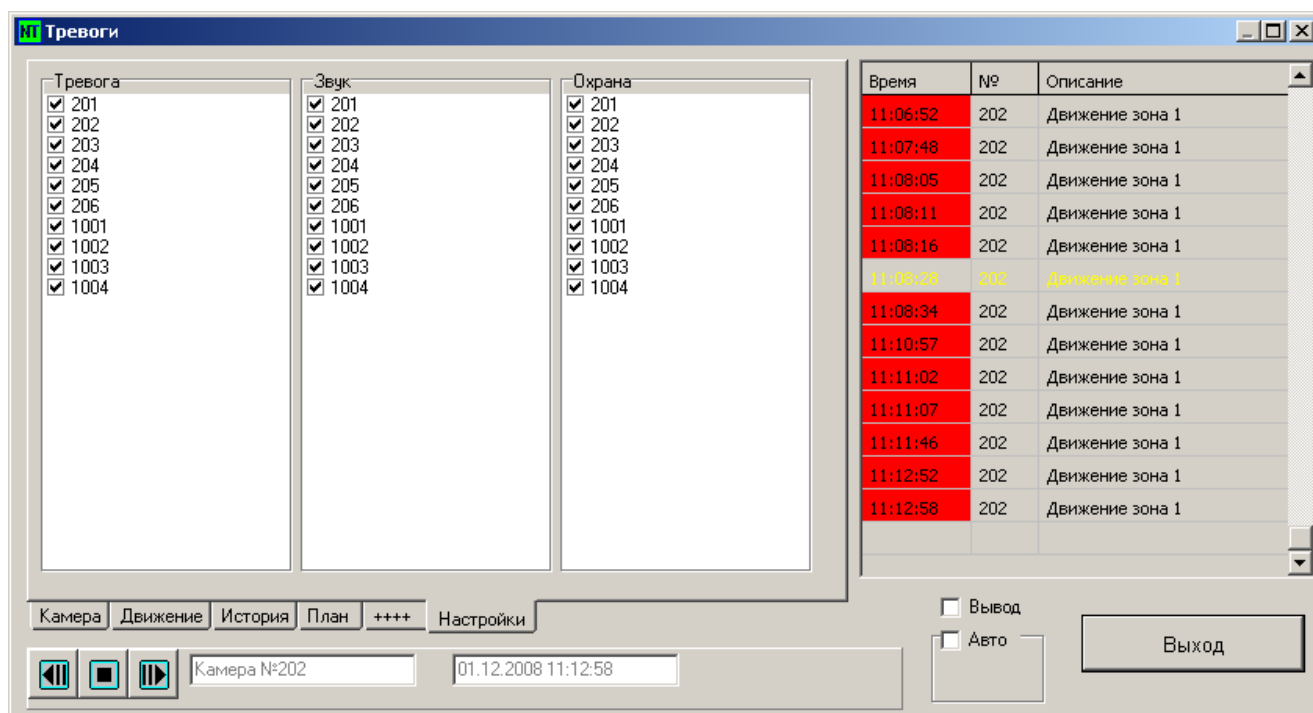 NT Тревоги
Тревога Звук Охрана
201 201 201
202 202 202
203 203 203
204 204 204
205 205 205
206 206 206
1001 1001 1001
1002 1002 1002
1003 1003 1003
1004 1004 1004
Время № Описание
11:06:52 202 Движение зона 1
11:07:48 202 Движение зона 1
11:08:05 202 Движение зона 1
11:08:11 202 Движение зона 1
11:08:16 202 Движение зона 1
11:08:28 202 Движение зона 1
11:08:34 202 Движение зона 1
11:10:57 202 Движение зона 1
11:11:02 202 Движение зона 1
11:11:07 202 Движение зона 1
11:11:46 202 Движение зона 1
11:12:52 202 Движение зона 1
11:12:58 202 Движение зона 1
Камера Движение История План ++++ Настройки
Вывод
Авто
Выход
Камера №202 01.12.2008 11:12:58